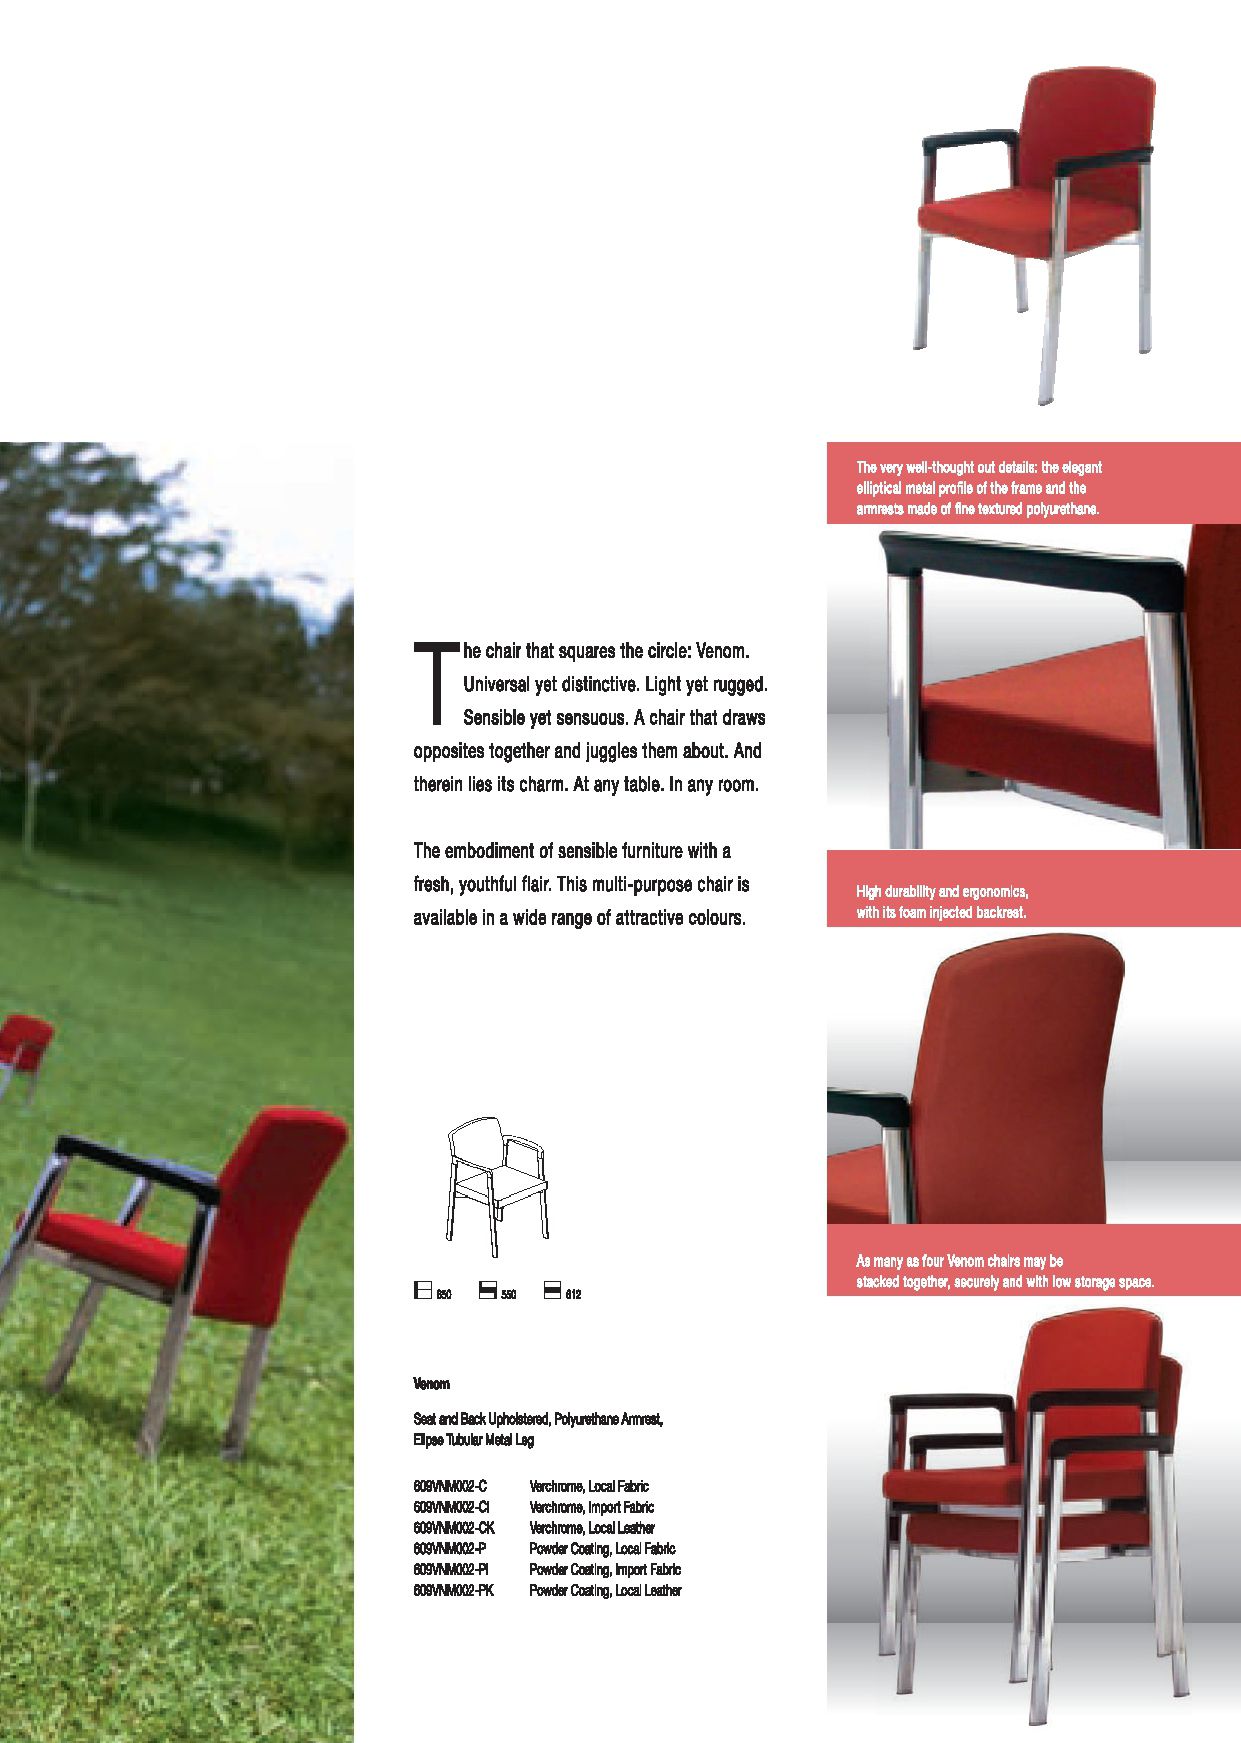 The very well-thought out details: the elegant
elliptical metal profile of the frame and the
armrests made of fine textured polyurethane.
The chair that squares the circle: Venom.
Universal yet distinctive. Light yet rugged.
Sensible yet sensuous. A chair that draws
opposites together and juggles them about. And
therein lies its charm. At any table. In any room.
The embodiment of sensible furniture with a
fresh, youthful flair. This multi-purpose chair is
available in a wide range of attractive colours.
High durability and ergonomics,
with its foam injected backrest.
As many as four Venom chairs may be
stacked together, securely and with low storage space.
850 550 612
Venom
Seat and Back Upholstered, Polyurethane Armrest,
Elipse Tubular Metal Leg
609VNM002-C Verchrome, Local Fabric
609VNM002-CI Verchrome, Import Fabric
609VNM002-CK Verchrome, Local Leather
609VNM002-P Powder Coating, Local Fabric
609VNM002-PI Powder Coating, Import Fabric
609VNM002-PK Powder Coating, Local Leather